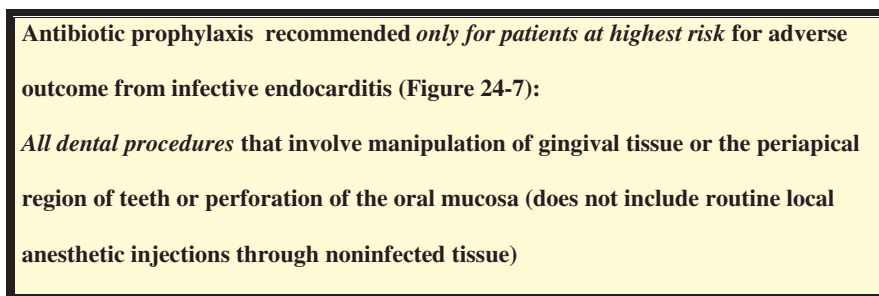 Antibiotic prophylaxis recommended only for patients at highest risk for adverse
outcome from infective endocarditis (Figure 24-7):
All dental procedures that involve manipulation of gingival tissue or the periapical
region of teeth or perforation of the oral mucosa (does not include routine local
anesthetic injections through noninfected tissue)